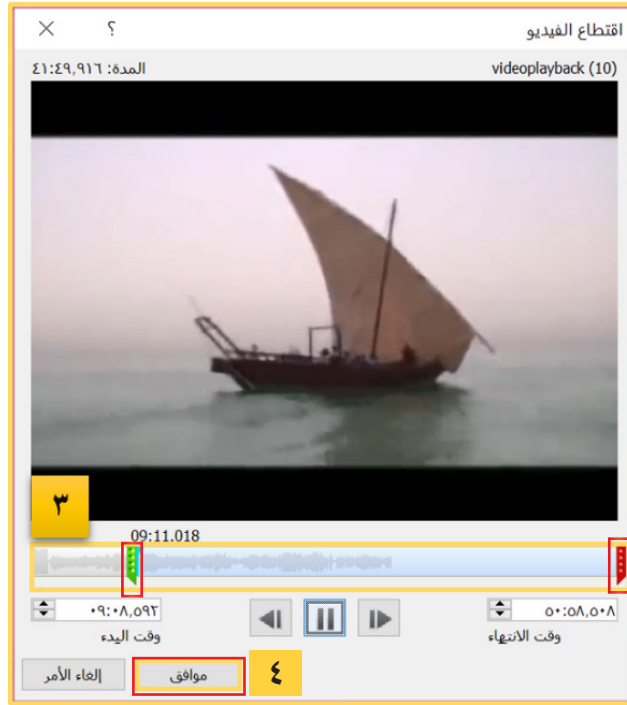 اقتطاع الفيديو ؟
videoplayback (10) المدة: ٤١:٤٩,٩١٦
٣
09:11.018
٥٠:٥٨,٥٠٨ ٠٩:٠٨,٥٩٢
وقت الانتهاء وقت البدء
٤ موافق إلغاء الأمر